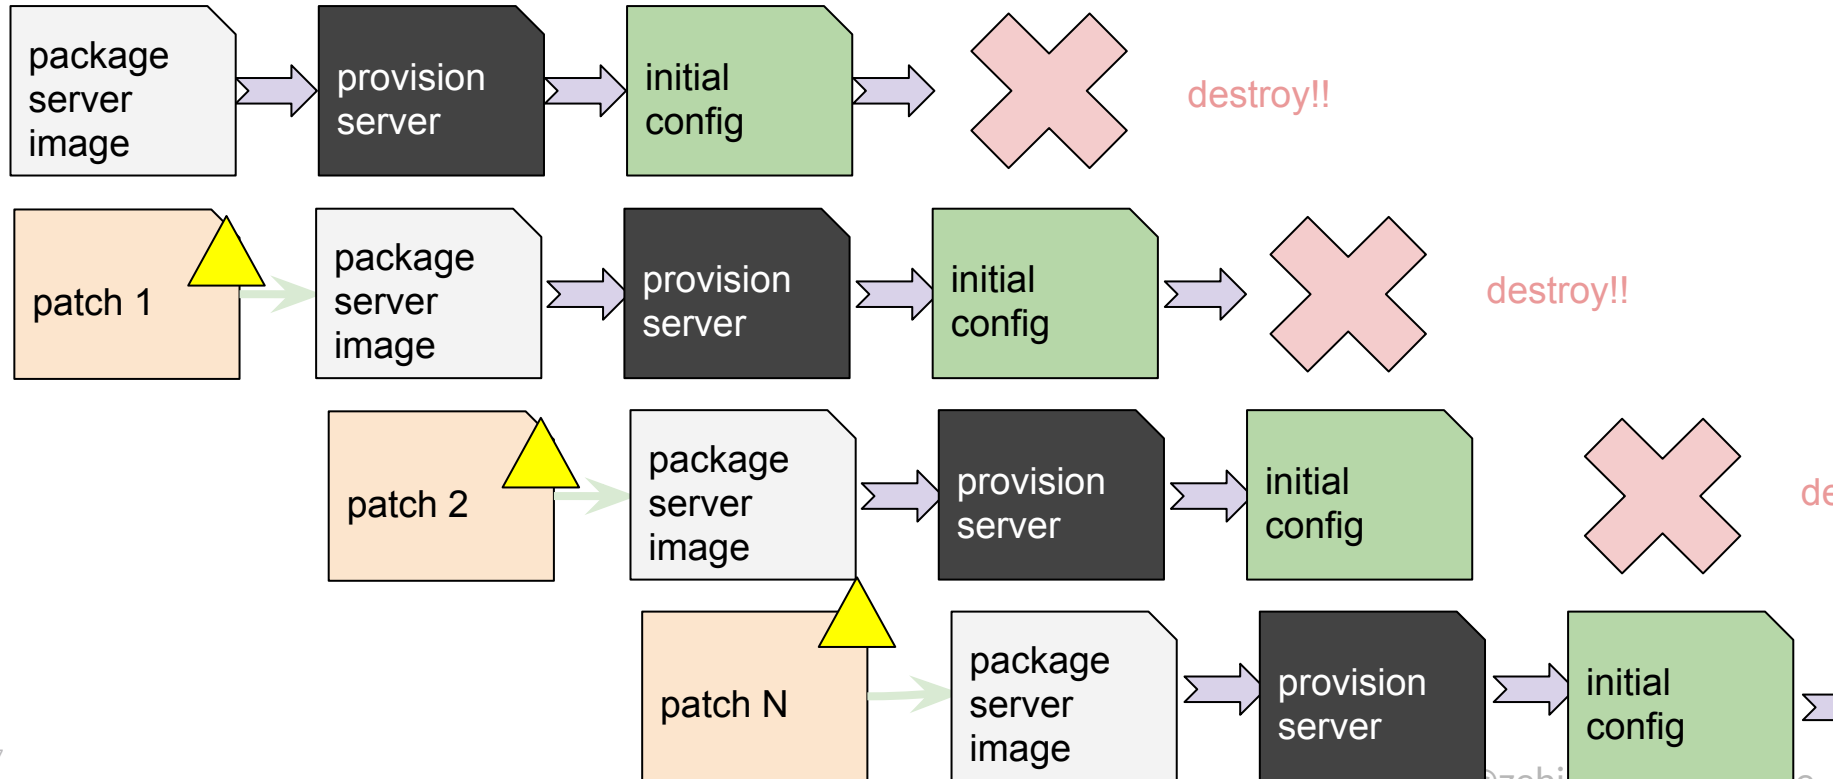 package
server
image
provision
server
initial
config
destroy!!
patch 1
package
server
image
provision
server
initial
config
destroy!!
patch 2
package
server
image
provision
server
initial
config
patch N
package
server
image
provision
server
initial
config